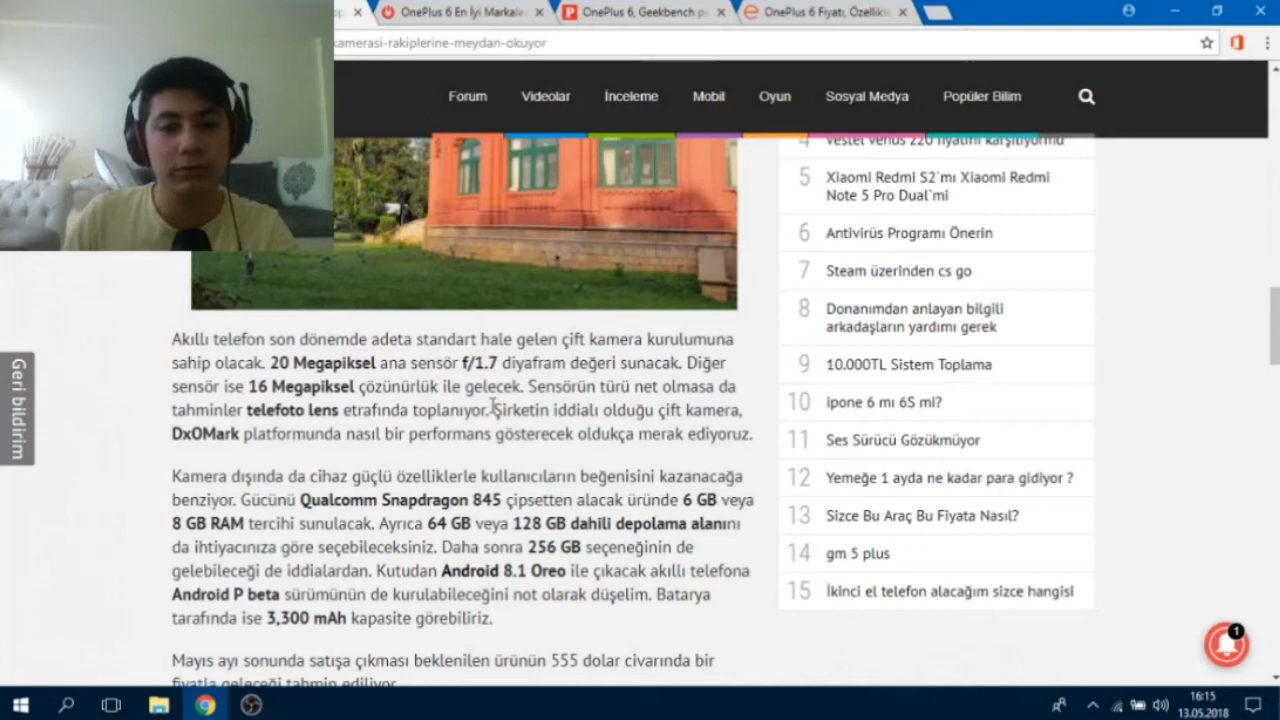 OnePlus 6 En İyi Markala
OnePlus 6, Geekbench p
OnePlus 6 Fiyatı, Özellikle
kamerasi-rakiplerine-meydan-okuyor
Forum
Videolar
İnceleme
Mobil
Oyun
Sosyal Medya
Popüler Bilim
Akıllı telefon son dönemde adeta standart hale gelen çift kamera kurulumuna
sahip olacak. 20 Megapiksel ana sensör f/1.7 diyafram değeri sunacak. Diğer
sensör ise 16 Megapiksel çözünürlük ile gelecek. Sensörün türü net olmasa da
tahminler telefoto lens etrafında toplanıyor. Şirketin iddialı olduğu çift kamera,
DxOMark platformunda nasıl bir performans gösterecek oldukça merak ediyoruz.
Kamera dışında da cihaz güçlü özelliklerle kullanıcıların beğenisini kazanacağa
benziyor. Gücünü Qualcomm Snapdragon 845 çipsetten alacak üründe 6 GB veya
8 GB RAM tercihi sunulacak. Ayrıca 64 GB veya 128 GB dahili depolama alanını
da ihtiyacınıza göre seçebileceksiniz. Daha sonra 256 GB seçeneğinin de
gelebileceği de iddialardan. Kutudan Android 8.1 Oreo ile çıkacak akıllı telefona
Android P beta sürümünün de kurulabileceğini not olarak düşelim. Batarya
tarafında ise 3,300 mAh kapasite görebiliriz.
Mayıs ayı sonunda satışa çıkması beklenilen ürünün 555 dolar civarında bir
fiyatla geleceği tahmin ediliyor.
4 Vestel venüs Z20 fiyatını karşılıyormu
5 Xiaomi Redmi S2`mı Xiaomi Redmi
Note 5 Pro Dual`mi
6 Antivirüs Programı Önerin
7 Steam üzerinden cs go
8 Donanımdan anlayan bilgili
arkadaşların yardımı gerek
9 10.000TL Sistem Toplama
10 ipone 6 mı 6S mi?
11 Ses Sürücü Gözükmüyor
12 Yemeğe 1 ayda ne kadar para gidiyor ?
13 Sizce Bu Araç Bu Fiyata Nasıl?
14 gm 5 plus
15 İkinci el telefon alacağım sizce hangisi
Geri bildirim
1
16:15
13.05.2018